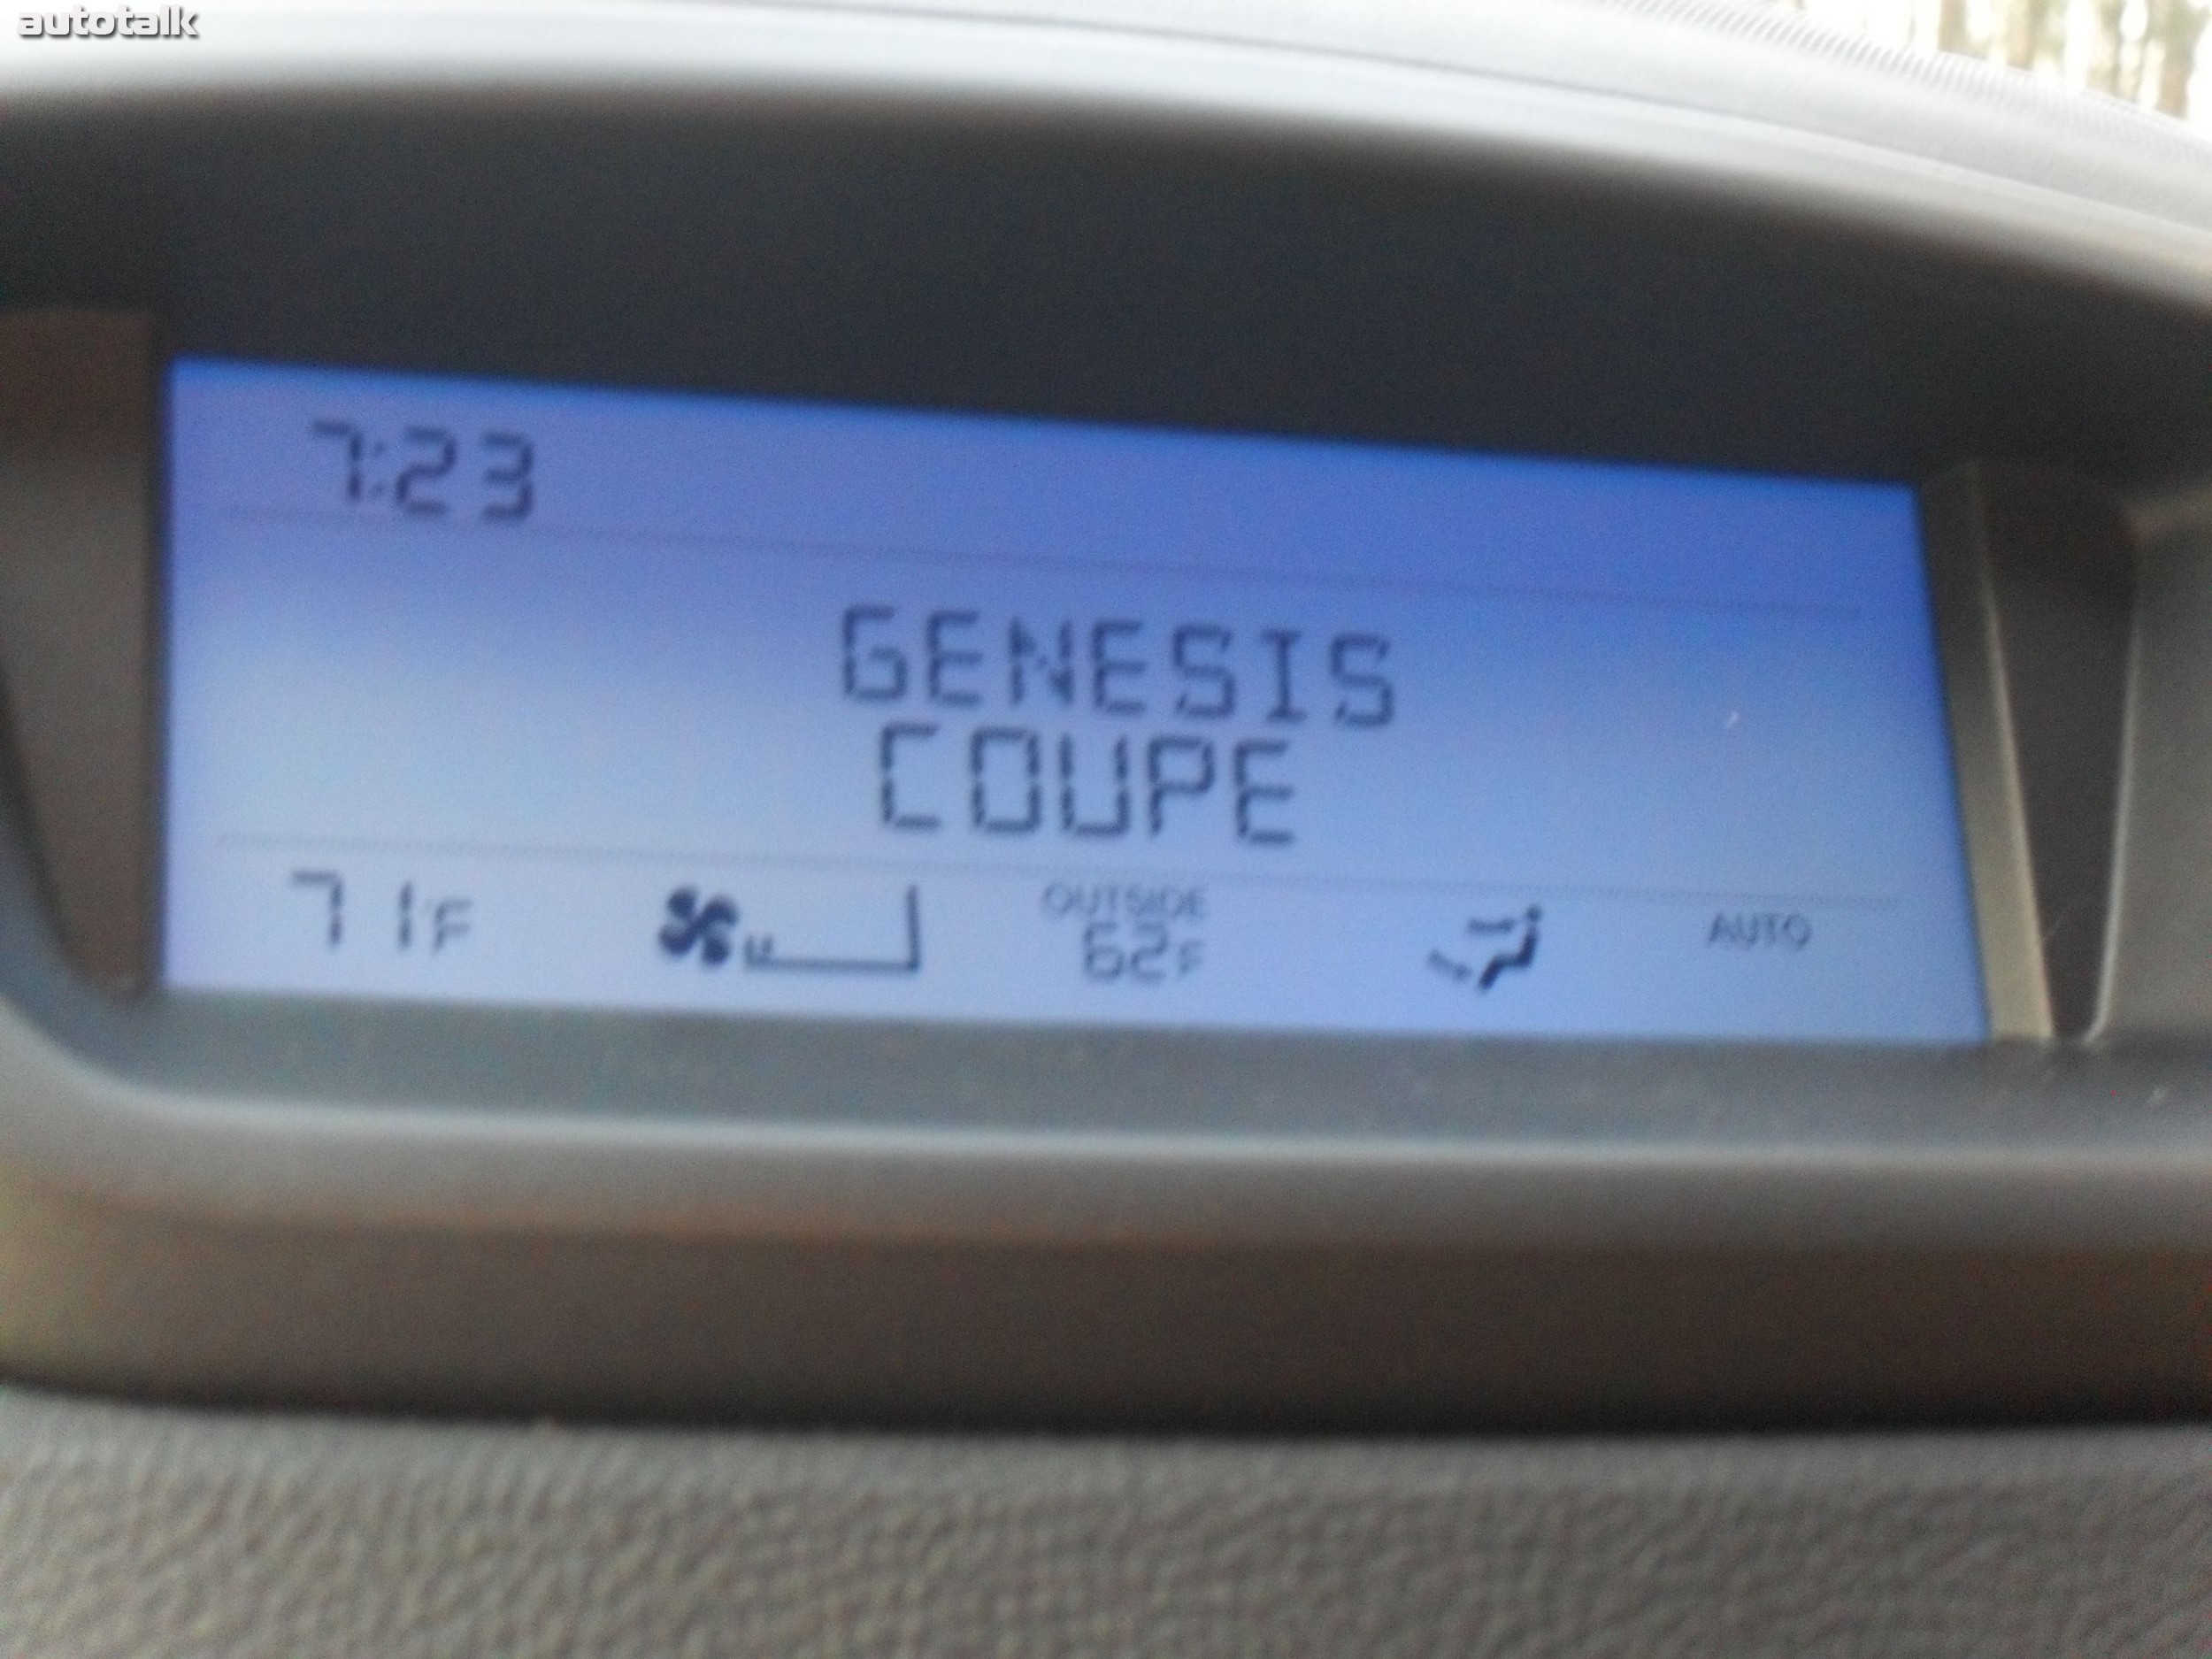 autotalk
7:23
GENESIS
COUPE
71F
OUTSIDE
62F
AUTO